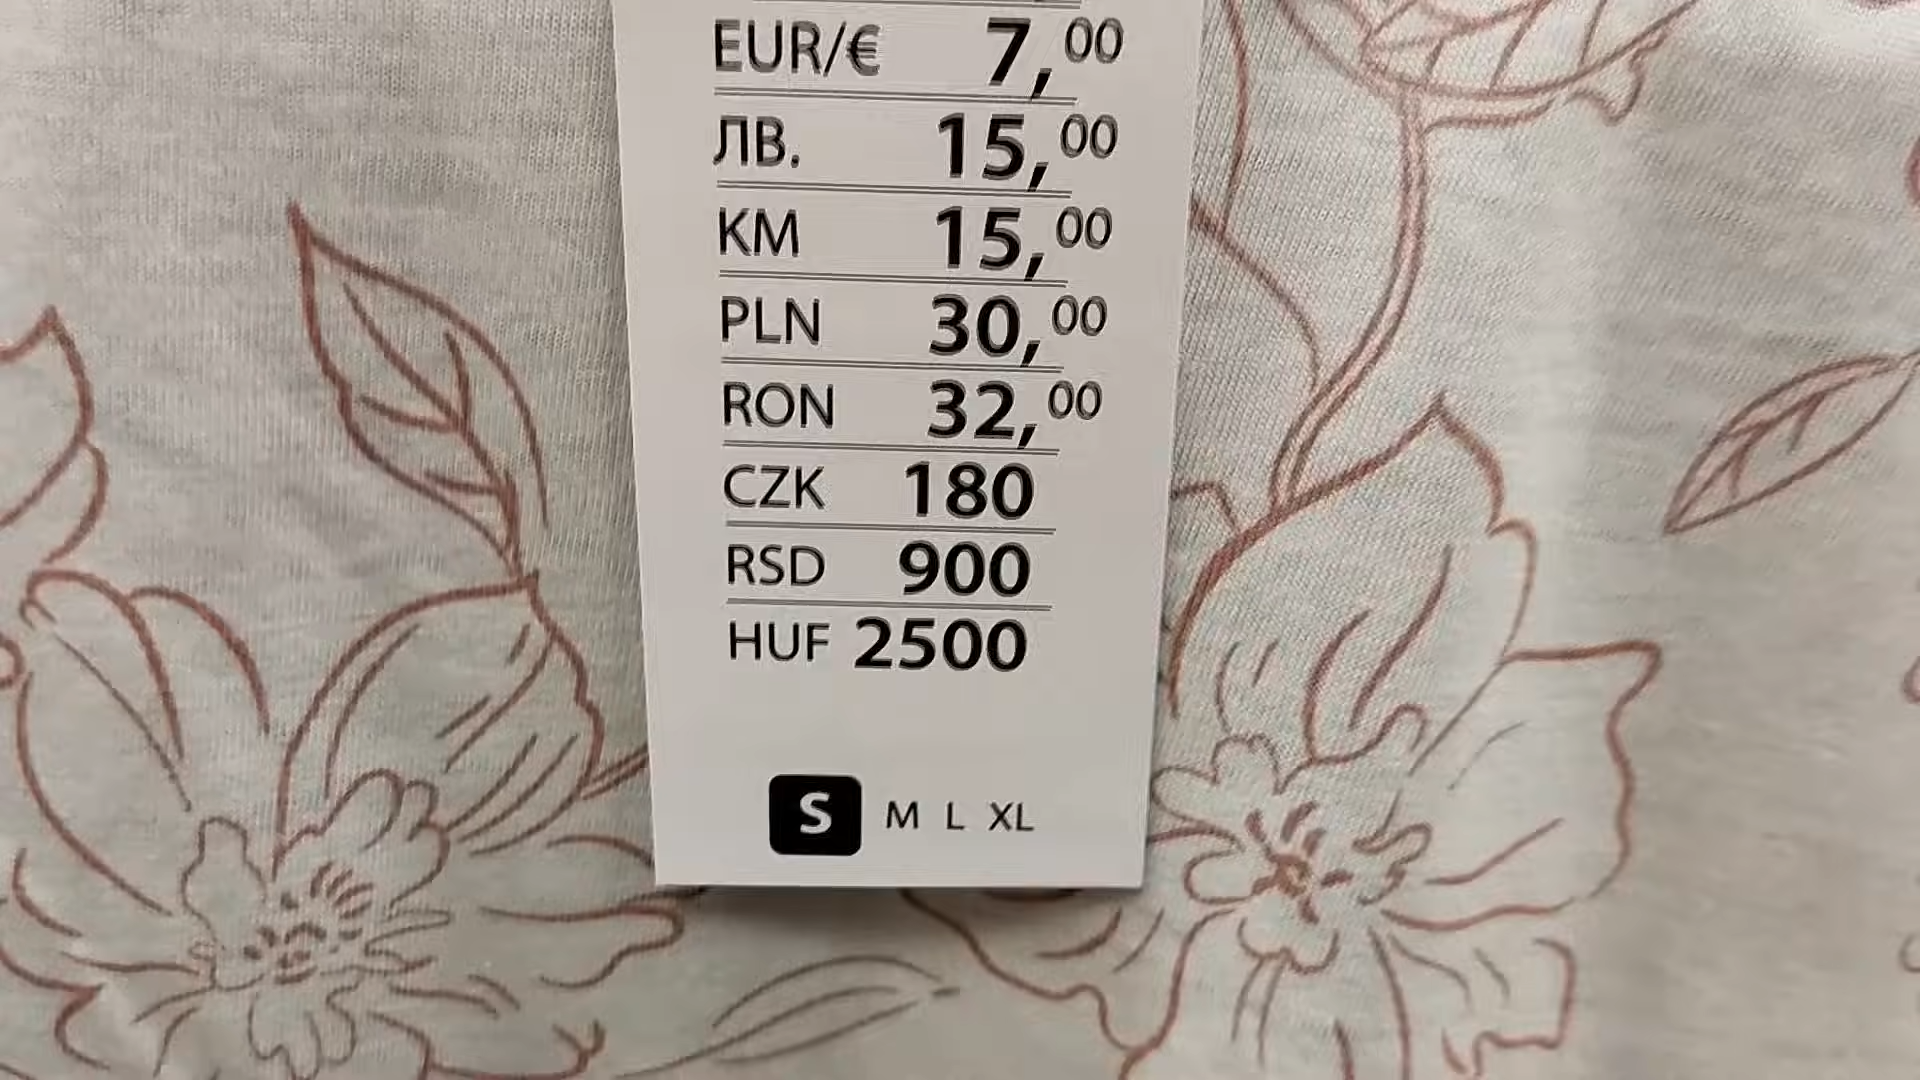 EUR/€ 7,00
ЛВ. 15,00
KM 15,00
PLN 30,00
RON 32,00
CZK 180
RSD 900
HUF 2500
S M L XL